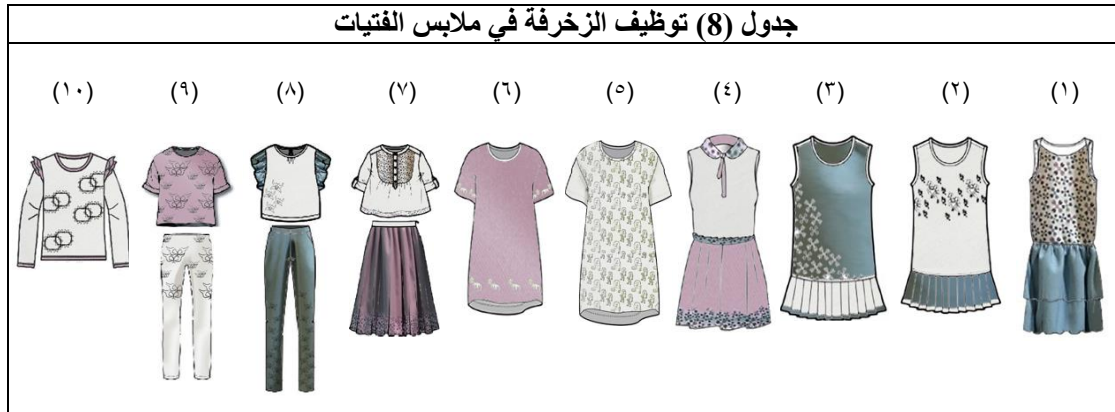 جدول (8) توظيف الزخرفة في ملابس الفتيات
(١) (٢) (٣) (٤) (٥) (٦) (٧) (٨) (٩) (١٠)